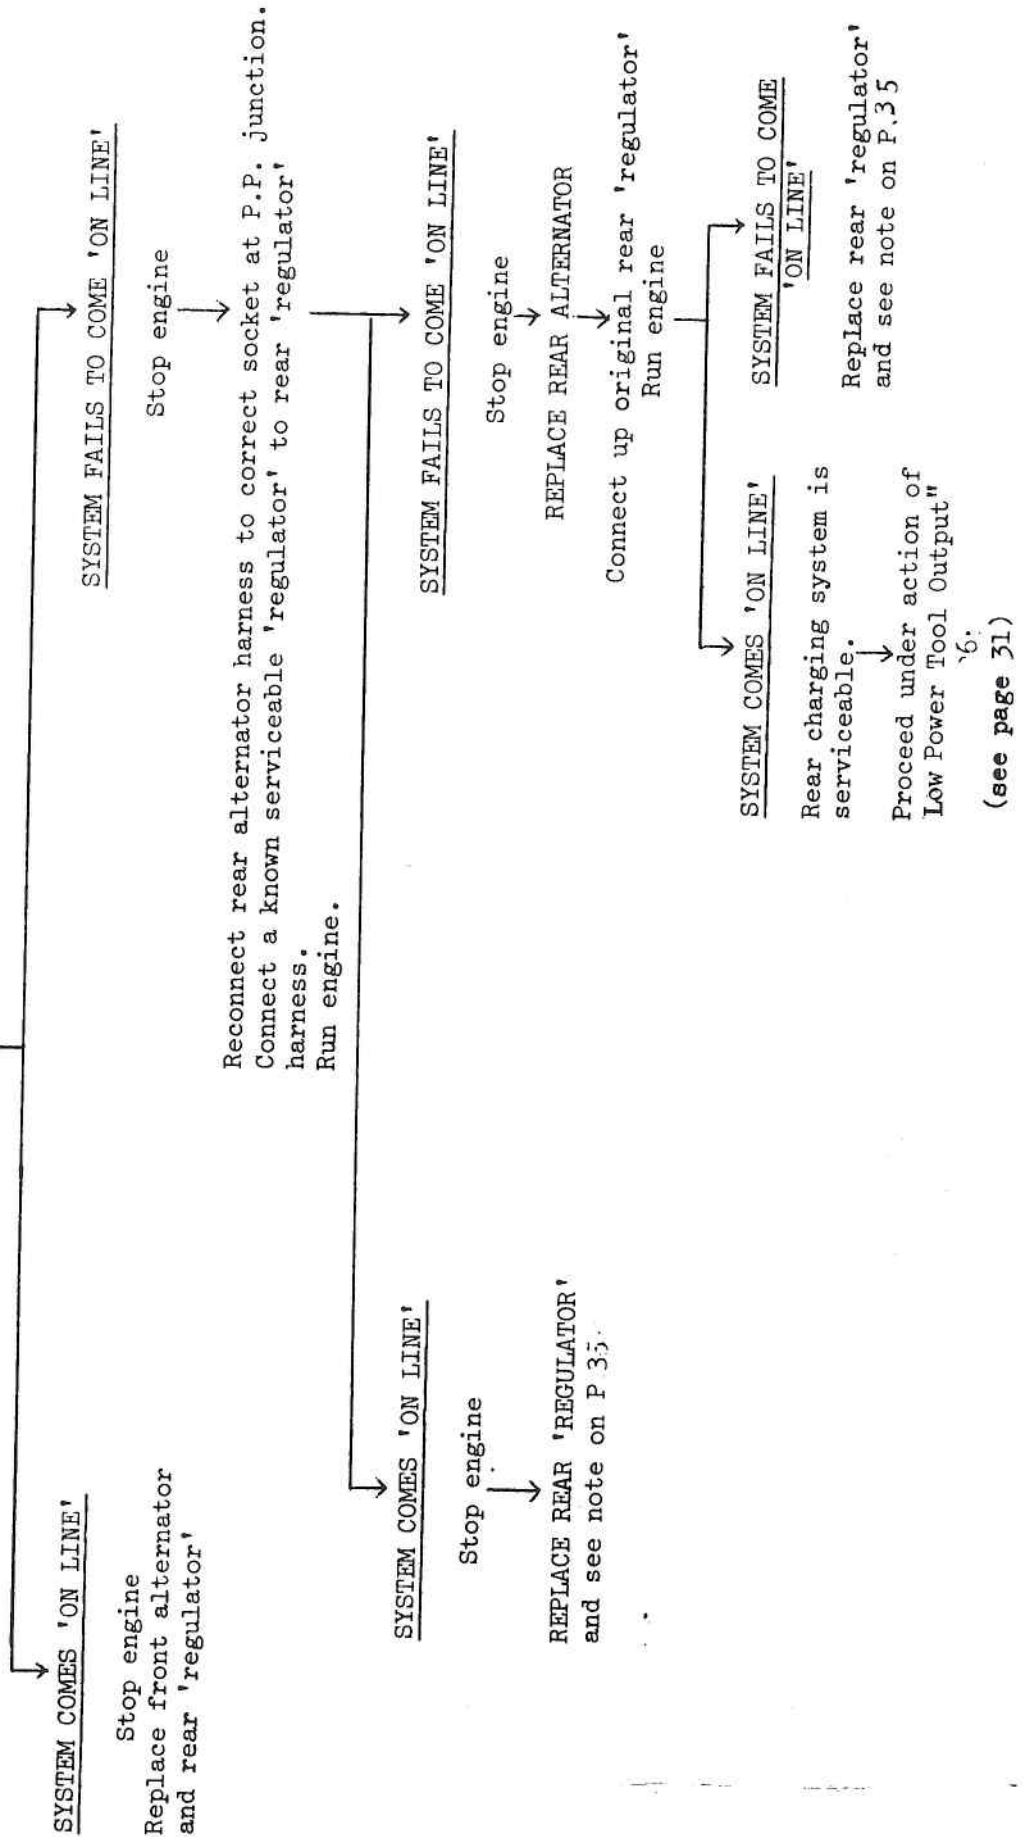 SYSTEM COMES 'ON LINE'
Stop engine
Replace front alternator
and rear 'regulator'
SYSTEM FAILS TO COME 'ON LINE'
Stop engine
Reconnect rear alternator harness to correct socket at P.P. junction.
Connect a known serviceable 'regulator' to rear 'regulator'
harness.
Run engine.
SYSTEM COMES 'ON LINE'
Stop engine
REPLACE REAR 'REGULATOR'
and see note on P.35.
SYSTEM FAILS TO COME 'ON LINE'
Stop engine
REPLACE REAR ALTERNATOR
Connect up original rear 'regulator'
Run engine
SYSTEM COMES 'ON LINE'
Rear charging system is
serviceable.
Proceed under action of
Low Power Tool Output"
(see page 31)
SYSTEM FAILS TO COME
'ON LINE'
Replace rear 'regulator'
and see note on P.35